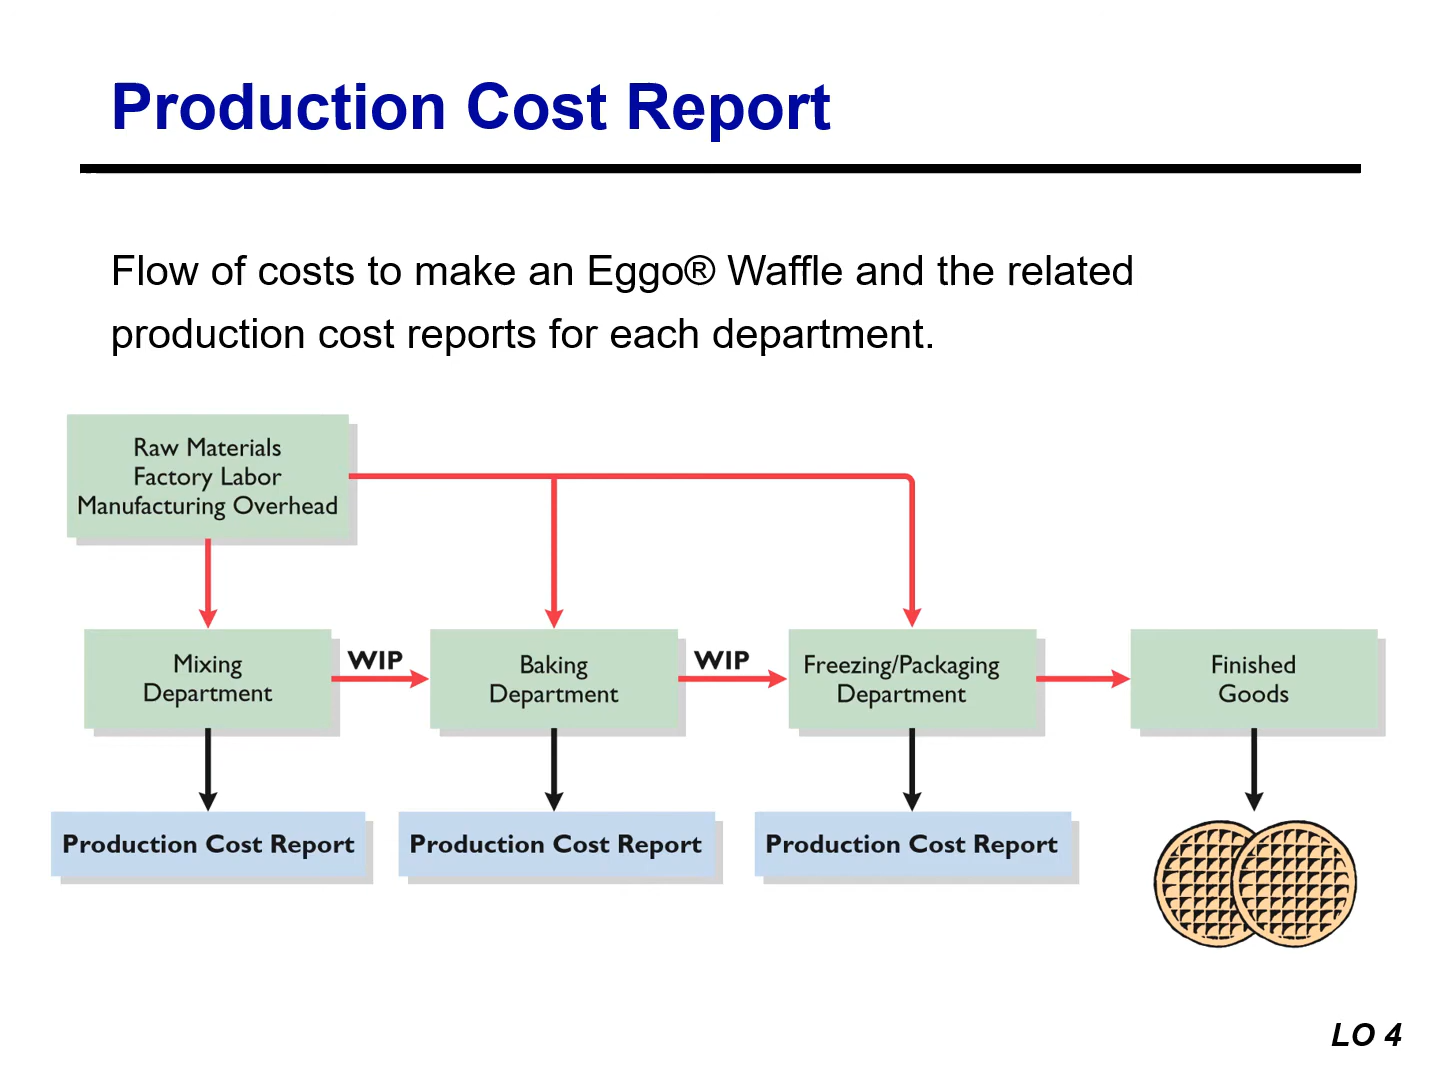 Production Cost Report
Flow of costs to make an Eggo® Waffle and the related
production cost reports for each department.
Raw Materials
Factory Labor
Manufacturing Overhead
Mixing
Department
WIP
Baking
Department
WIP
Freezing/Packaging
Department
Finished
Goods
Production Cost Report
Production Cost Report
Production Cost Report
LO 4